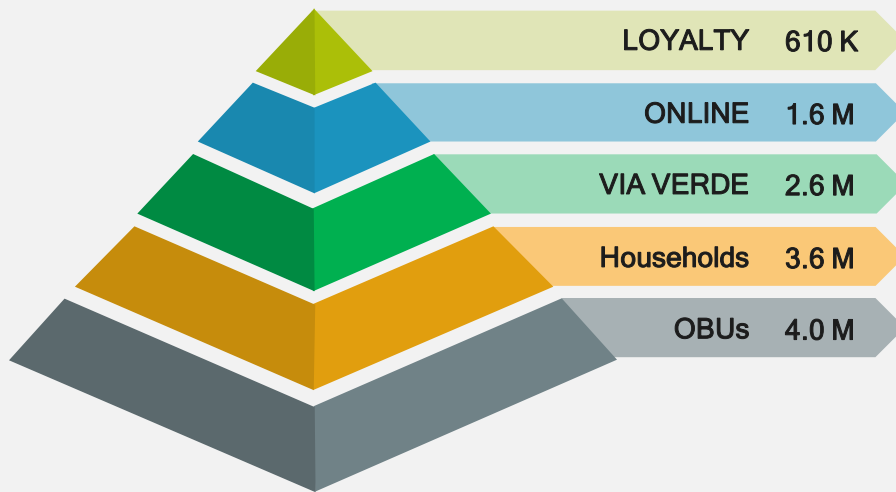 LOYALTY 610 K
ONLINE 1.6 M
VIA VERDE 2.6 M
Households 3.6 M
OBUs 4.0 M